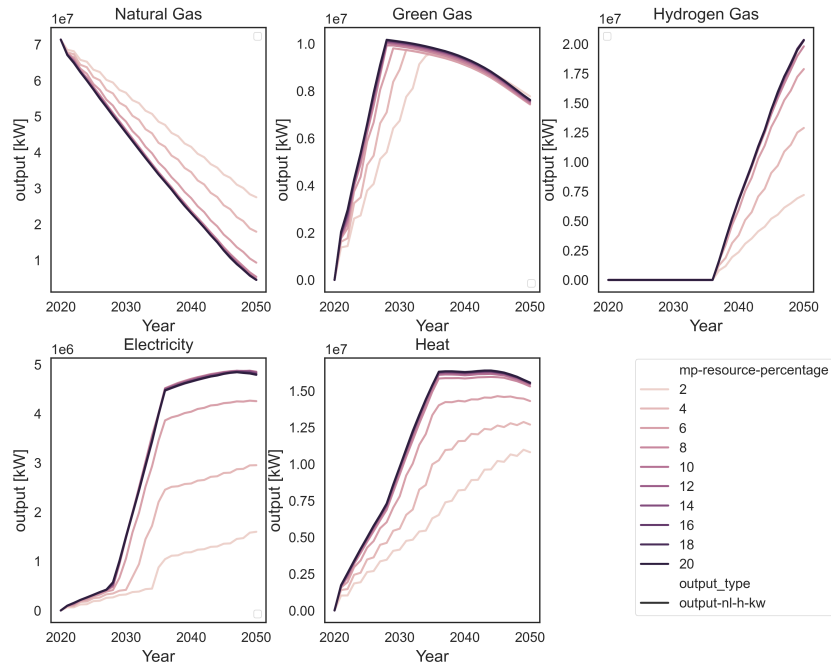 Natural Gas
1e7
7
6
5
4
3
2
1
output [kW]
2020 2030 2040 2050
Year
Green Gas
1e7
1.0
0.8
0.6
0.4
0.2
0.0
output [kW]
2020 2030 2040 2050
Year
Hydrogen Gas
1e7
2.00
1.75
1.50
1.25
1.00
0.75
0.50
0.25
0.00
output [kW]
2020 2030 2040 2050
Year
Electricity
1e6
5
4
3
2
1
0
output [kW]
2020 2030 2040 2050
Year
Heat
1e7
1.50
1.25
1.00
0.75
0.50
0.25
0.00
output [kW]
2020 2030 2040 2050
Year
mp-resource-percentage
2
4
6
8
10
12
14
16
18
20
output_type
output-nl-h-kw